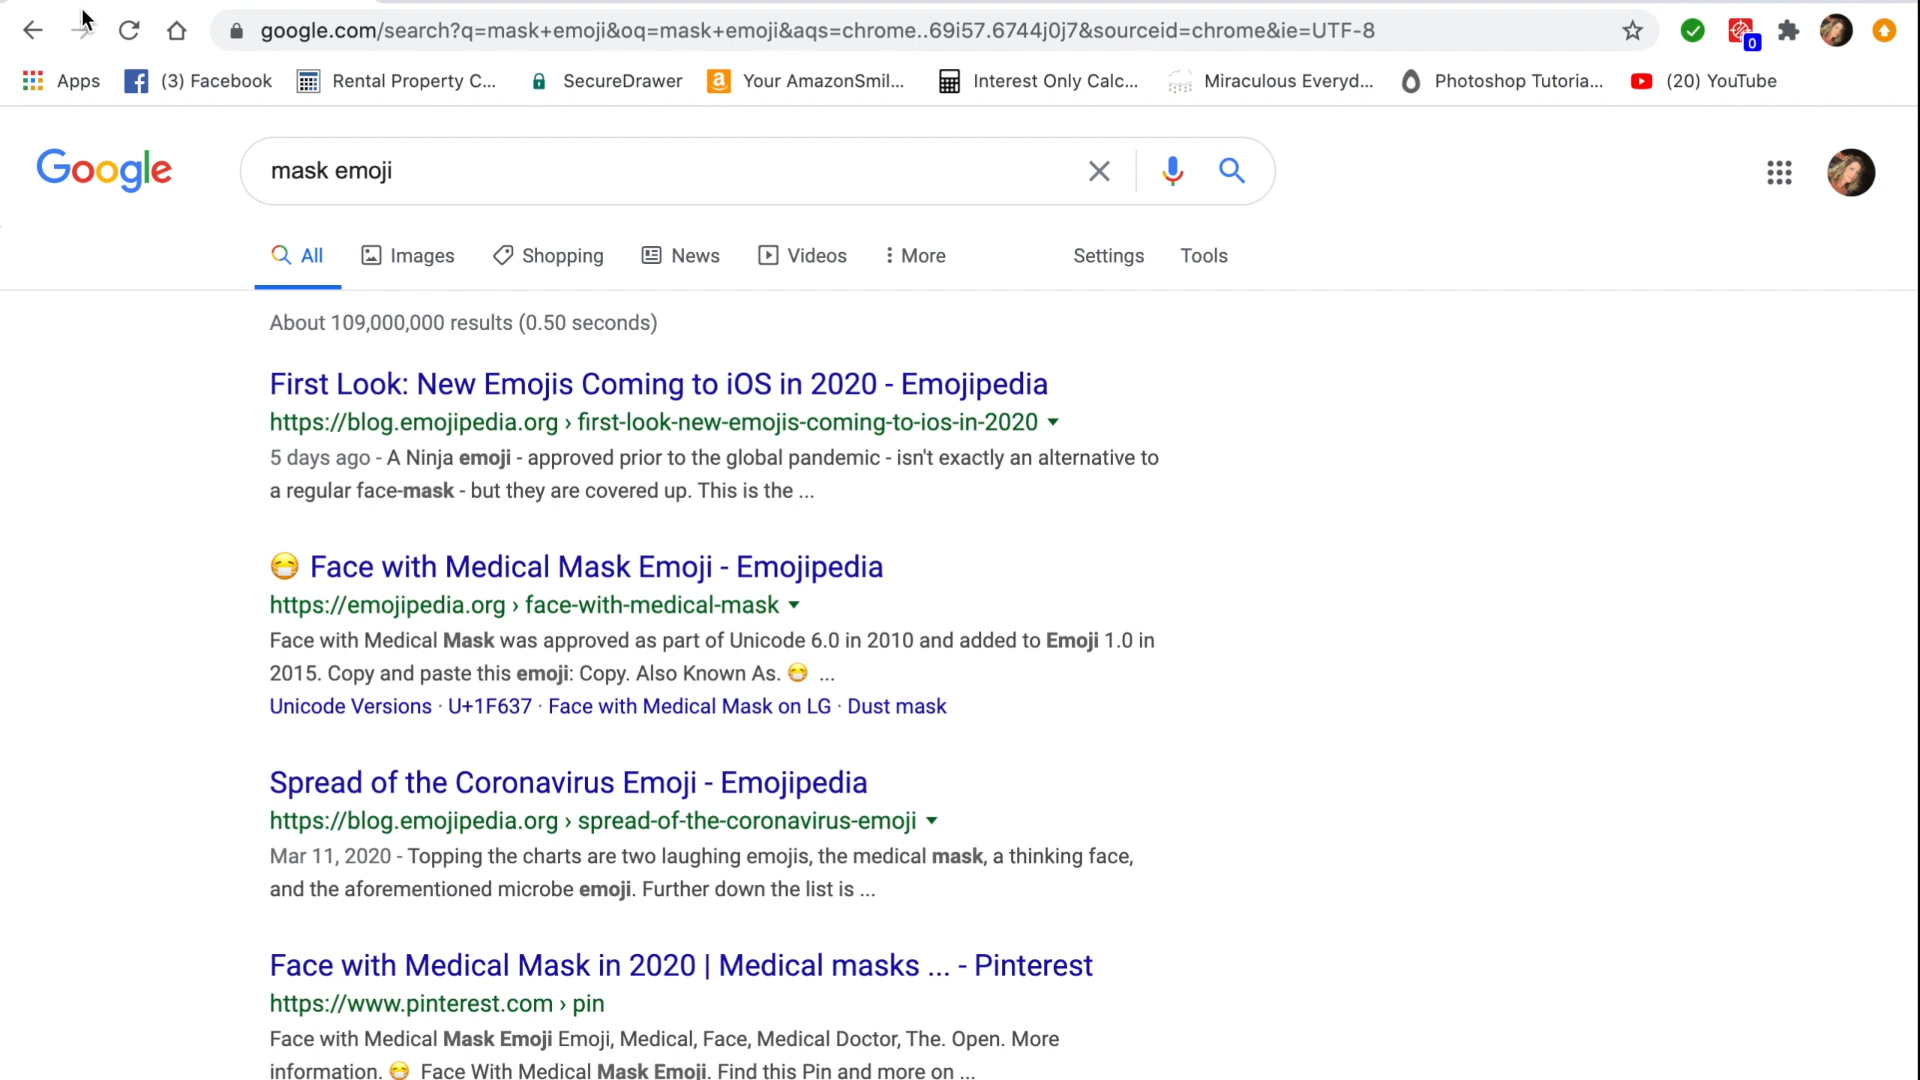 google.com/search?q=mask+emoji&oq=mask+emoji&aqs=chrome..69i57.6744j0j7&sourceid=chrome&ie=UTF-8
0
Apps (3) Facebook Rental Property C... SecureDrawer Your AmazonSmil... Interest Only Calc... Miraculous Everyd... Photoshop Tutoria... (20) YouTube
Google mask emoji
All Images Shopping News Videos More Settings Tools
About 109,000,000 results (0.50 seconds)
First Look: New Emojis Coming to iOS in 2020 - Emojipedia
https://blog.emojipedia.org › first-look-new-emojis-coming-to-ios-in-2020
5 days ago - A Ninja emoji - approved prior to the global pandemic - isn't exactly an alternative to
a regular face-mask - but they are covered up. This is the ...
😷 Face with Medical Mask Emoji - Emojipedia
https://emojipedia.org › face-with-medical-mask
Face with Medical Mask was approved as part of Unicode 6.0 in 2010 and added to Emoji 1.0 in
2015. Copy and paste this emoji: Copy. Also Known As. 😷 ...
Unicode Versions · U+1F637 · Face with Medical Mask on LG · Dust mask
Spread of the Coronavirus Emoji - Emojipedia
https://blog.emojipedia.org › spread-of-the-coronavirus-emoji
Mar 11, 2020 - Topping the charts are two laughing emojis, the medical mask, a thinking face,
and the aforementioned microbe emoji. Further down the list is ...
Face with Medical Mask in 2020 | Medical masks ... - Pinterest
https://www.pinterest.com › pin
Face with Medical Mask Emoji Emoji, Medical, Face, Medical Doctor, The. Open. More
information. 😷 Face With Medical Mask Emoji. Find this Pin and more on ...